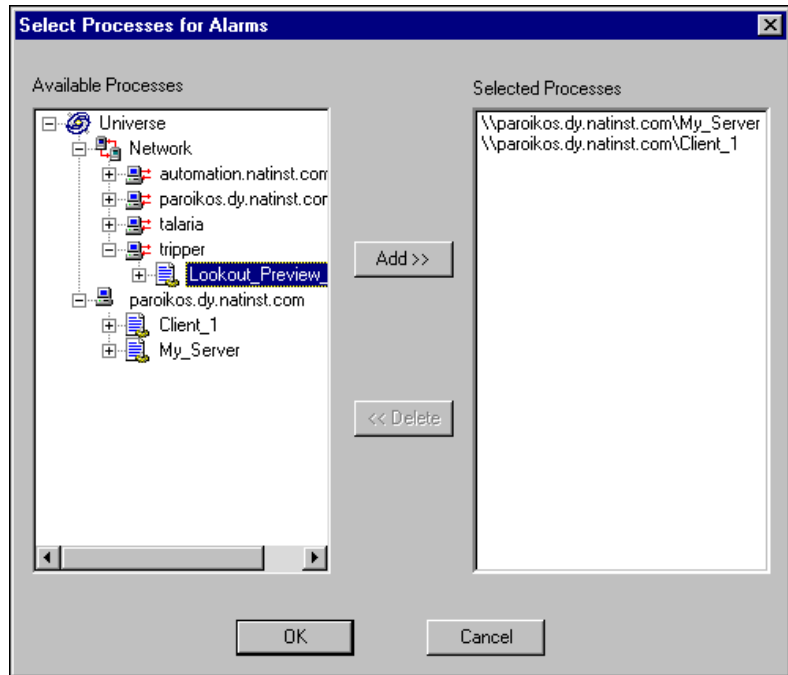 Select Processes for Alarms
Available Processes
Universe
Network
automation.natinst.com
paroikos.dy.natinst.cor
talaria
tripper
Lookout_Preview_
paroikos.dy.natinst.com
Client_1
My_Server
Add >>
<< Delete
Selected Processes
\\paroikos.dy.natinst.com\My_Server
\\paroikos.dy.natinst.com\Client_1
OK
Cancel